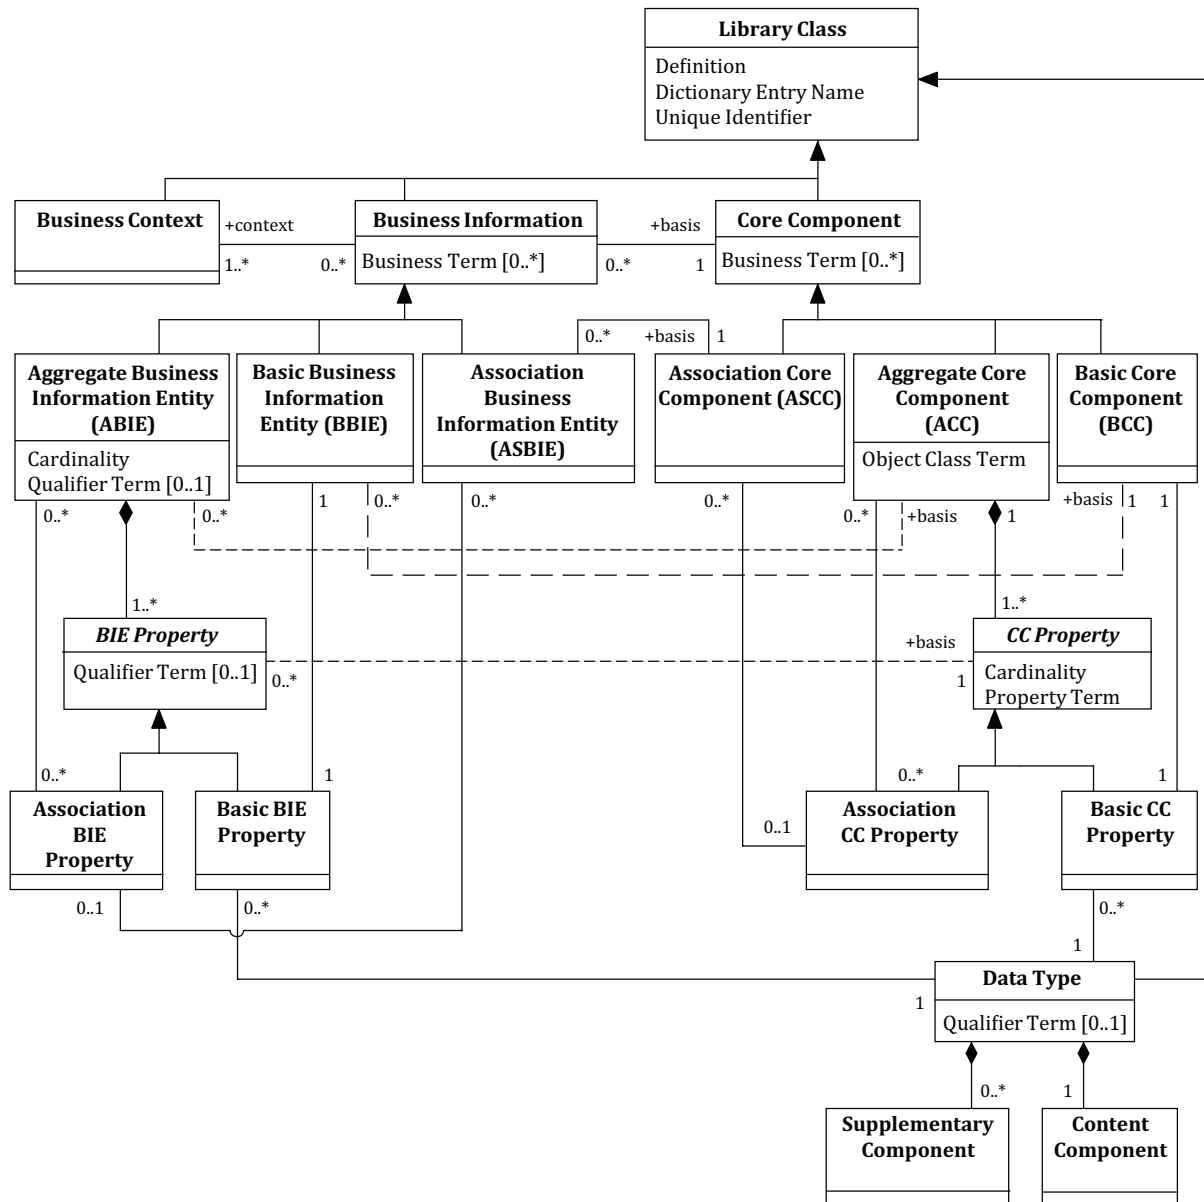 Library Class
Definition
Dictionary Entry Name
Unique Identifier
Business Context
+context
1..*
0..*
Business Information
Business Term [0..*]
+basis
0..*
1
Core Component
Business Term [0..*]
0..*
+basis
1
Aggregate Business
Information Entity
(ABIE)
Cardinality
Qualifier Term [0..1]
Basic Business
Information
Entity (BBIE)
Association
Business
Information Entity
(ASBIE)
Association Core
Component (ASCC)
Aggregate Core
Component
(ACC)
Object Class Term
Basic Core
Component
(BCC)
0..*
0..*
1
0..*
0..*
0..*
0..*
+basis
1
+basis
1
1
1..*
1..*
BIE Property
Qualifier Term [0..1]
0..*
+basis
1
CC Property
Cardinality
Property Term
0..*
1
0..*
1
Association
BIE
Property
Basic BIE
Property
0..1
Association
CC Property
Basic CC
Property
0..1
0..*
0..*
1
1
Data Type
Qualifier Term [0..1]
0..*
1
Supplementary
Component
Content
Component